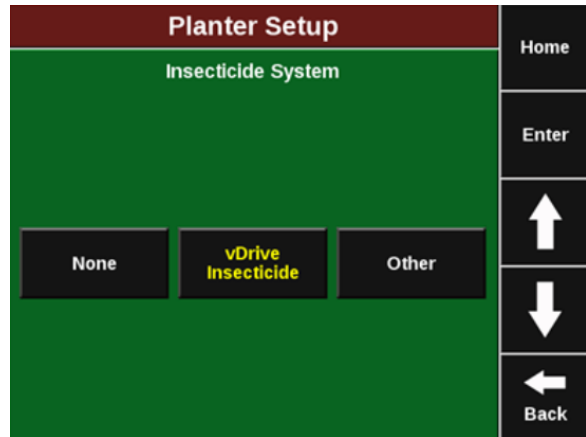 Planter Setup
Insecticide System
None
vDrive
Insecticide
Other
Home
Enter
Back